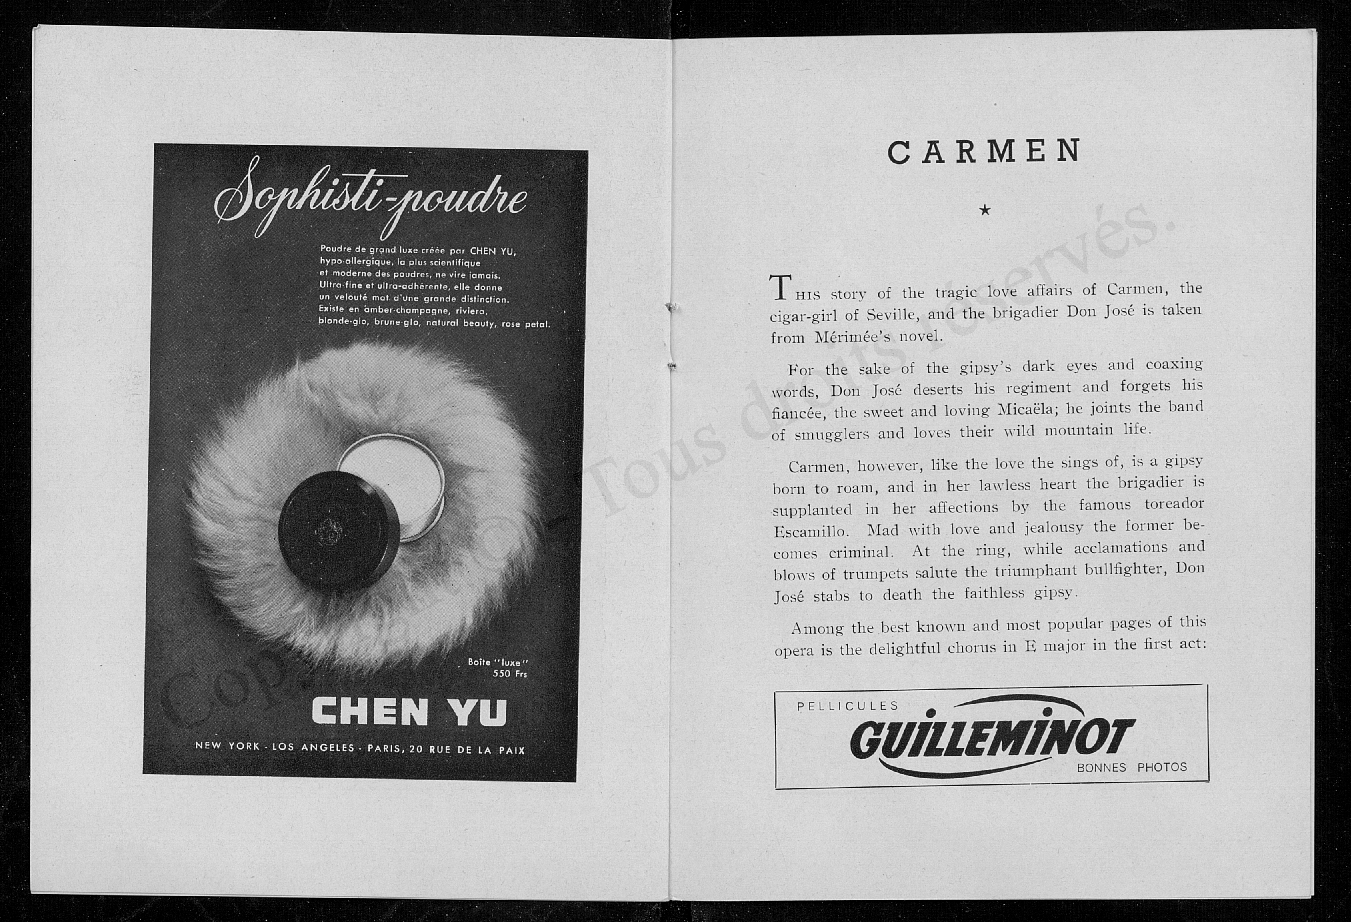 Sophisti-poudre
Poudre de grand luxe créée par CHEN YU,
hypo-allergique, la plus scientifique
et moderne des poudres, ne vire jamais.
Ultra-fine et ultra-adhérente, elle donne
un velouté mat d'une grande distinction.
Existe en amber-champagne, riviera,
blonde-glo, brune-glo, natural beauty, rose petal.
Boîte "luxe"
550 Frs
CHEN YU
NEW YORK - LOS ANGELES - PARIS, 20 RUE DE LA PAIX
CARMEN
★
THIS story of the tragic love affairs of Carmen, the
cigar-girl of Seville, and the brigadier Don José is taken
from Mérimée's novel.
For the sake of the gipsy's dark eyes and coaxing
words, Don José deserts his regiment and forgets his
fiancée, the sweet and loving Micaëla; he joints the band
of smugglers and loves their wild mountain life.
Carmen, however, like the love the sings of, is a gipsy
born to roam, and in her lawless heart the brigadier is
supplanted in her affections by the famous toreador
Escamillo. Mad with love and jealousy the former be-
comes criminal. At the ring, while acclamations and
blows of trumpets salute the triumphant bullfighter, Don
José stabs to death the faithless gipsy.
Among the best known and most popular pages of this
opera is the delightful chorus in E major in the first act:
PELLICULES
GUILLEMINOT
BONNES PHOTOS
Tous droits réservés.